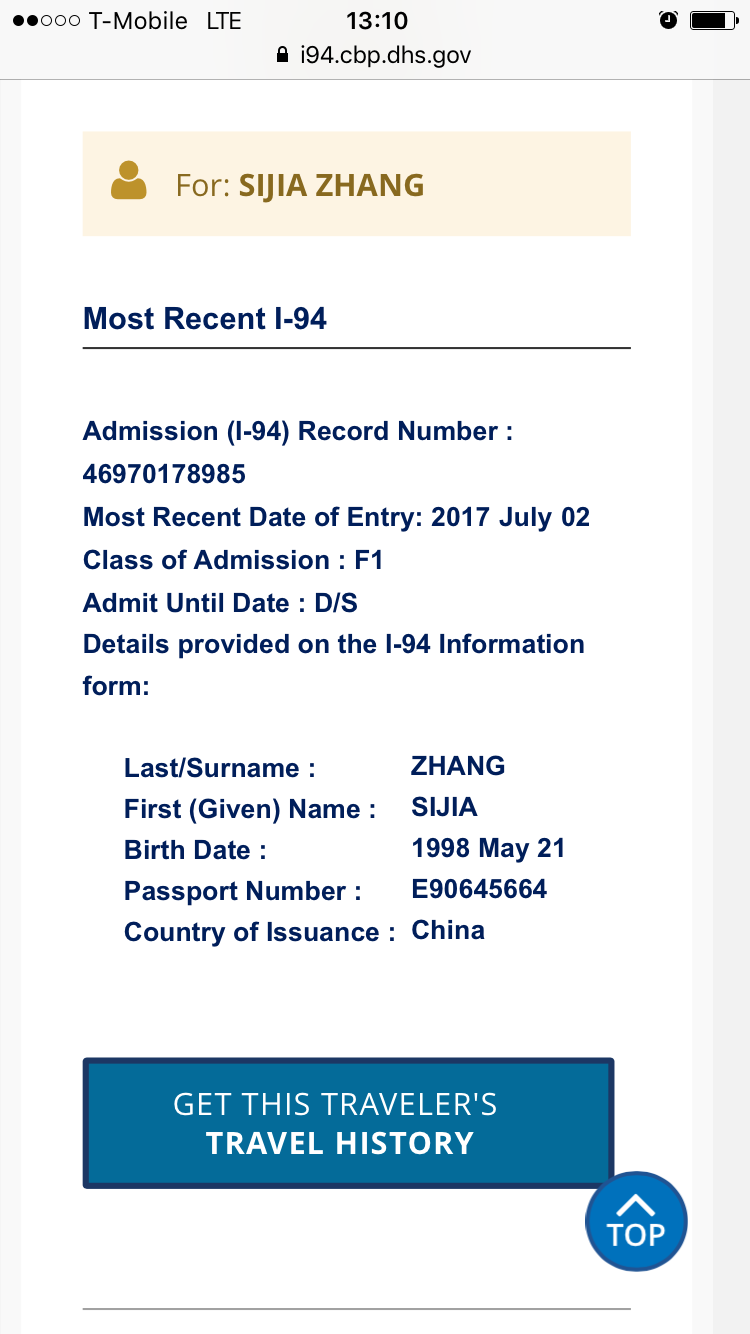 T-Mobile LTE 13:10
i94.cbp.dhs.gov
For: SIJIA ZHANG
Most Recent I-94
Admission (I-94) Record Number :
46970178985
Most Recent Date of Entry: 2017 July 02
Class of Admission : F1
Admit Until Date : D/S
Details provided on the I-94 Information
form:
Last/Surname : ZHANG
First (Given) Name : SIJIA
Birth Date : 1998 May 21
Passport Number : E90645664
Country of Issuance : China
GET THIS TRAVELER'S
TRAVEL HISTORY
TOP